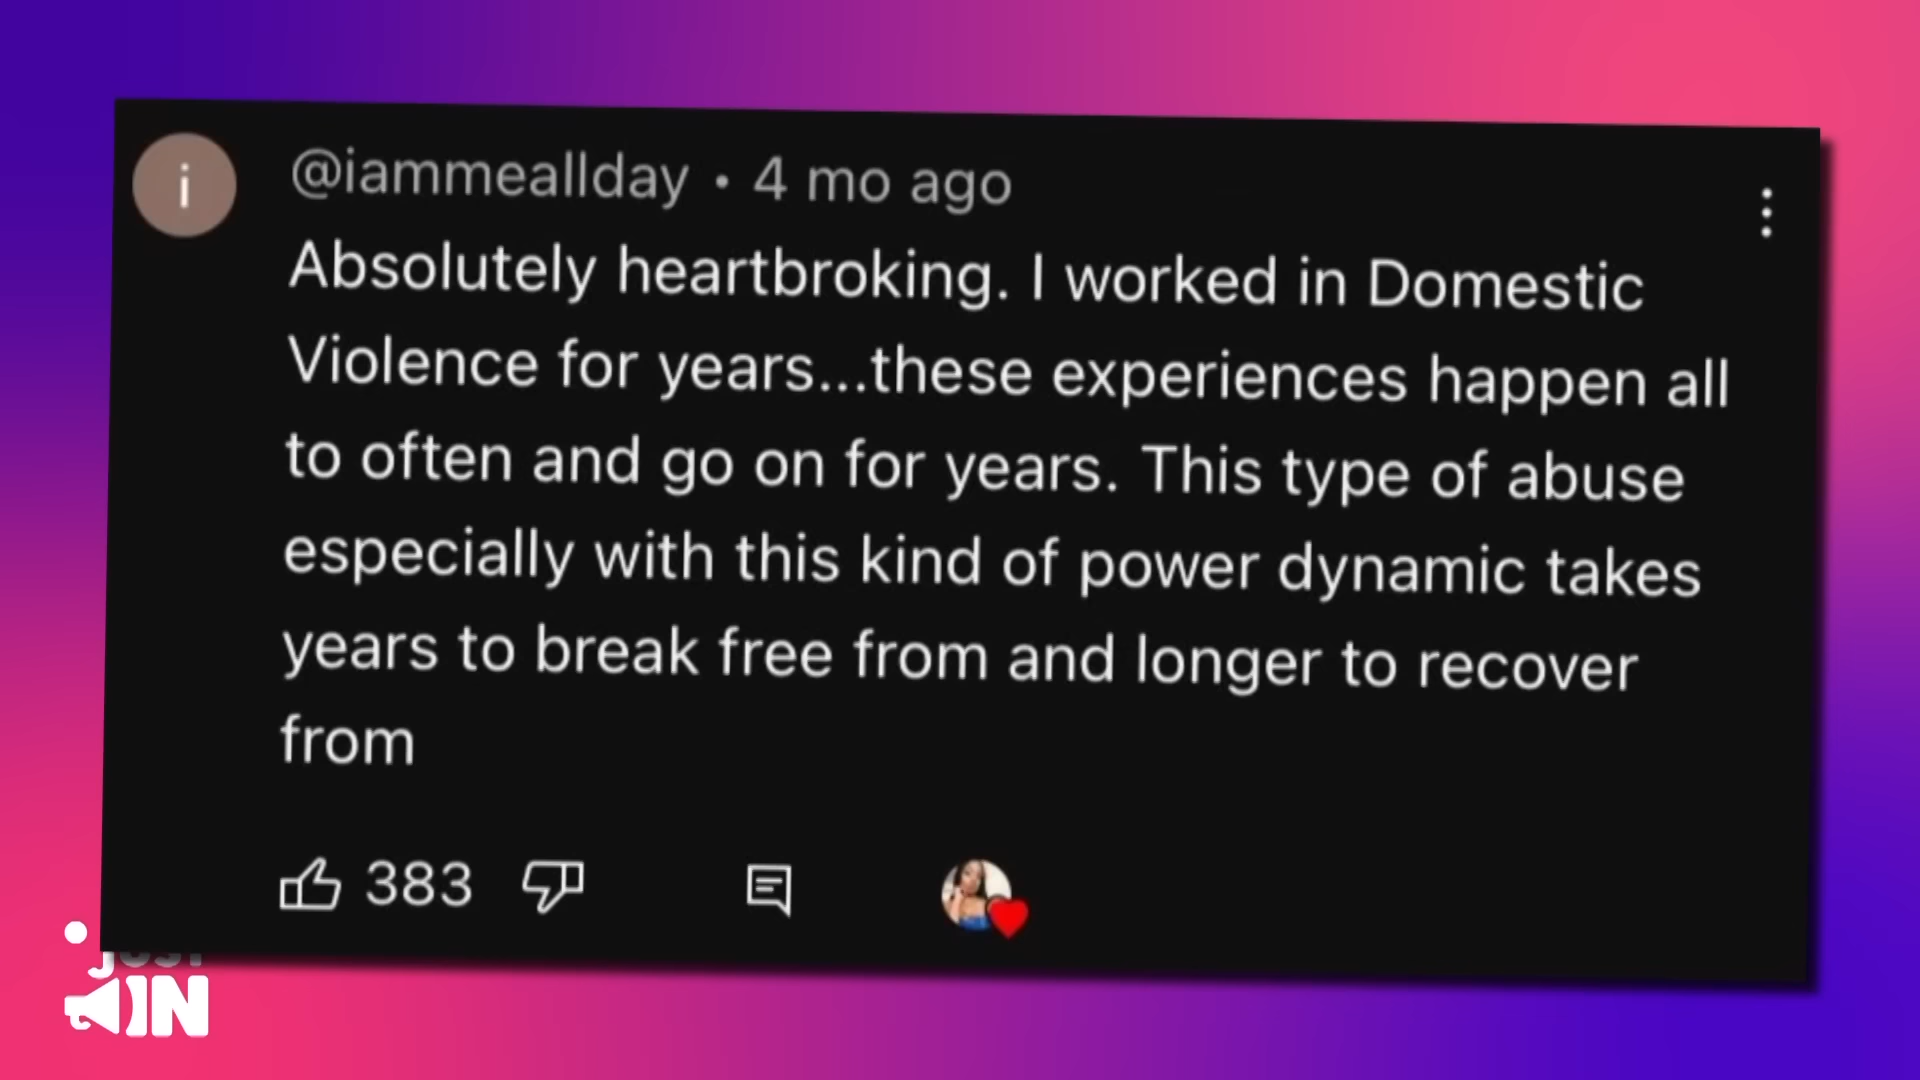 i
@iammeallday • 4 mo ago
Absolutely heartbroking. I worked in Domestic
Violence for years...these experiences happen all
to often and go on for years. This type of abuse
especially with this kind of power dynamic takes
years to break free from and longer to recover
from
383
JUST
IN